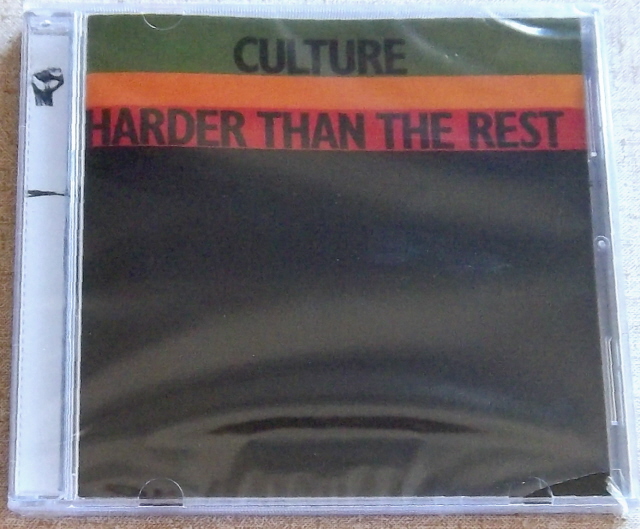 CULTURE
HARDER THAN THE REST